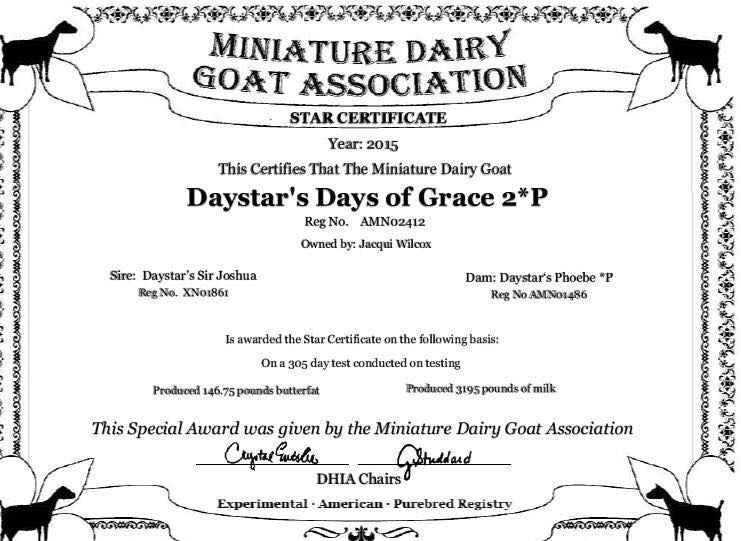 MINIATURE DAIRY
GOAT ASSOCIATION
STAR CERTIFICATE
Year: 2015
This Certifies That The Miniature Dairy Goat
Daystar's Days of Grace 2*P
Reg No. AMN02412
Owned by: Jacqui Wilcox
Sire: Daystar's Sir Joshua
Reg No. XN01861
Dam: Daystar's Phoebe *P
Reg No AMN01486
Is awarded the Star Certificate on the following basis:
On a 305 day test conducted on testing
Produced 146.75 pounds butterfat
Produced 3195 pounds of milk
This Special Award was given by the Miniature Dairy Goat Association
Crystal
G Studdard
DHIA Chairs
Experimental · American · Purebred Registry